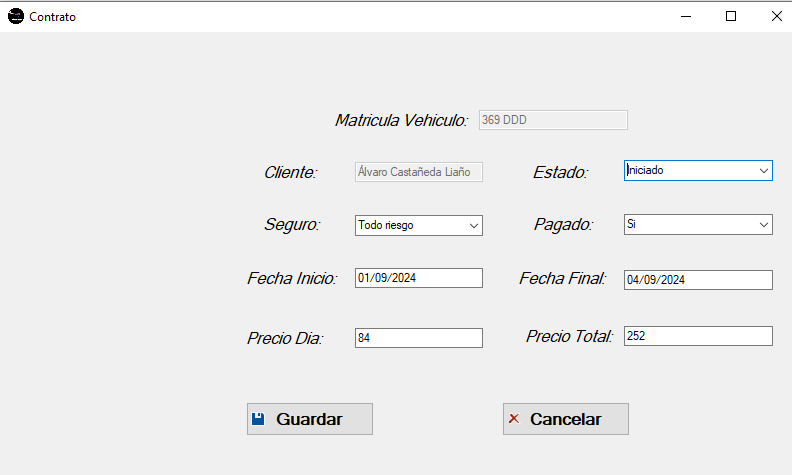 Contrato
Matricula Vehiculo: 369 DDD
Cliente: Álvaro Castañeda Liaño Estado: Iniciado
Seguro: Todo riesgo Pagado: Si
Fecha Inicio: 01/09/2024 Fecha Final: 04/09/2024
Precio Dia: 84 Precio Total: 252
Guardar Cancelar